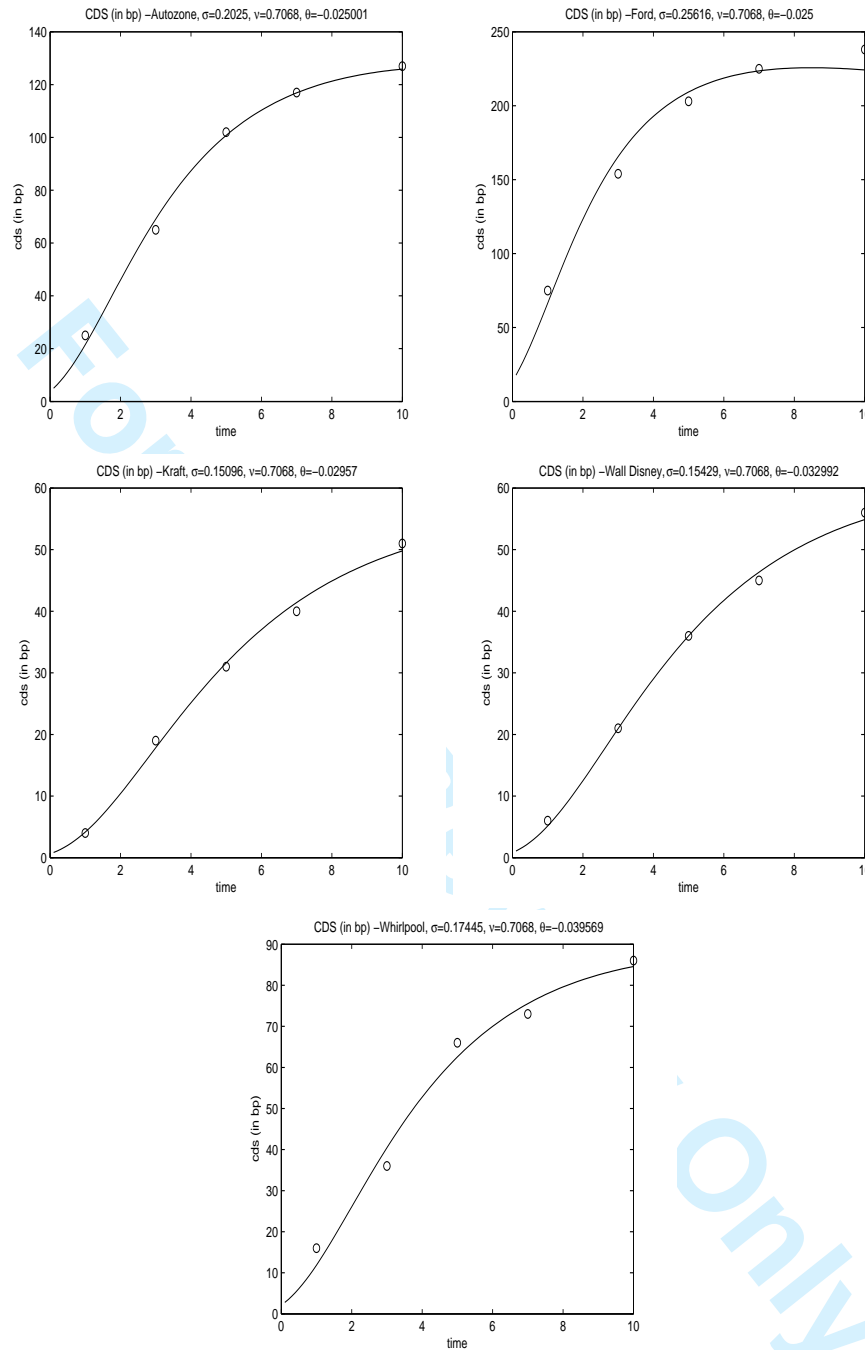 CDS (in bp) −Autozone, σ=0.2025, ν=0.7068, θ=−0.025001
140
120
100
80
60
40
20
0
cds (in bp)
0 2 4 6 8 10
time
CDS (in bp) −Ford, σ=0.25616, ν=0.7068, θ=−0.025
250
200
150
100
50
0
cds (in bp)
0 2 4 6 8 10
time
CDS (in bp) −Kraft, σ=0.15096, ν=0.7068, θ=−0.02957
60
50
40
30
20
10
0
cds (in bp)
0 2 4 6 8 10
time
CDS (in bp) −Wall Disney, σ=0.15429, ν=0.7068, θ=−0.032992
60
50
40
30
20
10
0
cds (in bp)
0 2 4 6 8 10
time
CDS (in bp) −Whirlpool, σ=0.17445, ν=0.7068, θ=−0.039569
90
80
70
60
50
40
30
20
10
0
cds (in bp)
0 2 4 6 8 10
time
For
Only